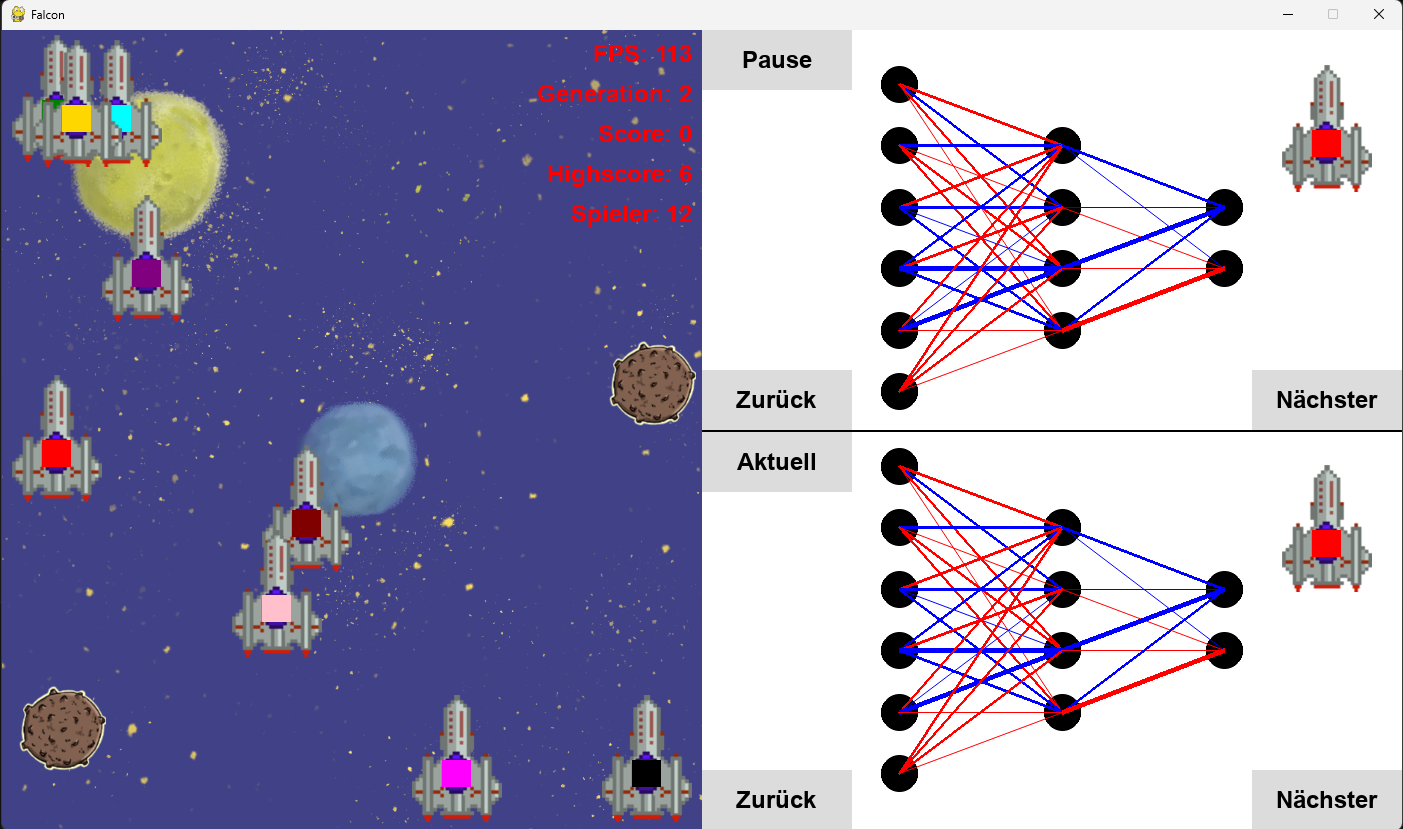 Falcon
FPS: 113
Generation: 2
Score: 0
Highscore: 6
Spieler: 12
Pause
Zurück
Nächster
Aktuell
Zurück
Nächster